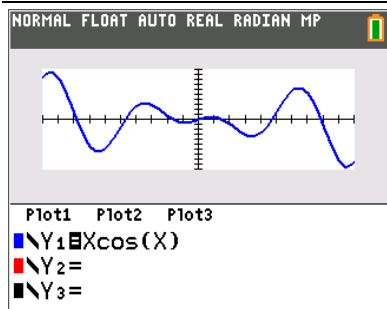 NORMAL FLOAT AUTO REAL RADIAN MP
Plot1 Plot2 Plot3
\Y₁=Xcos(X)
\Y₂=
\Y₃=